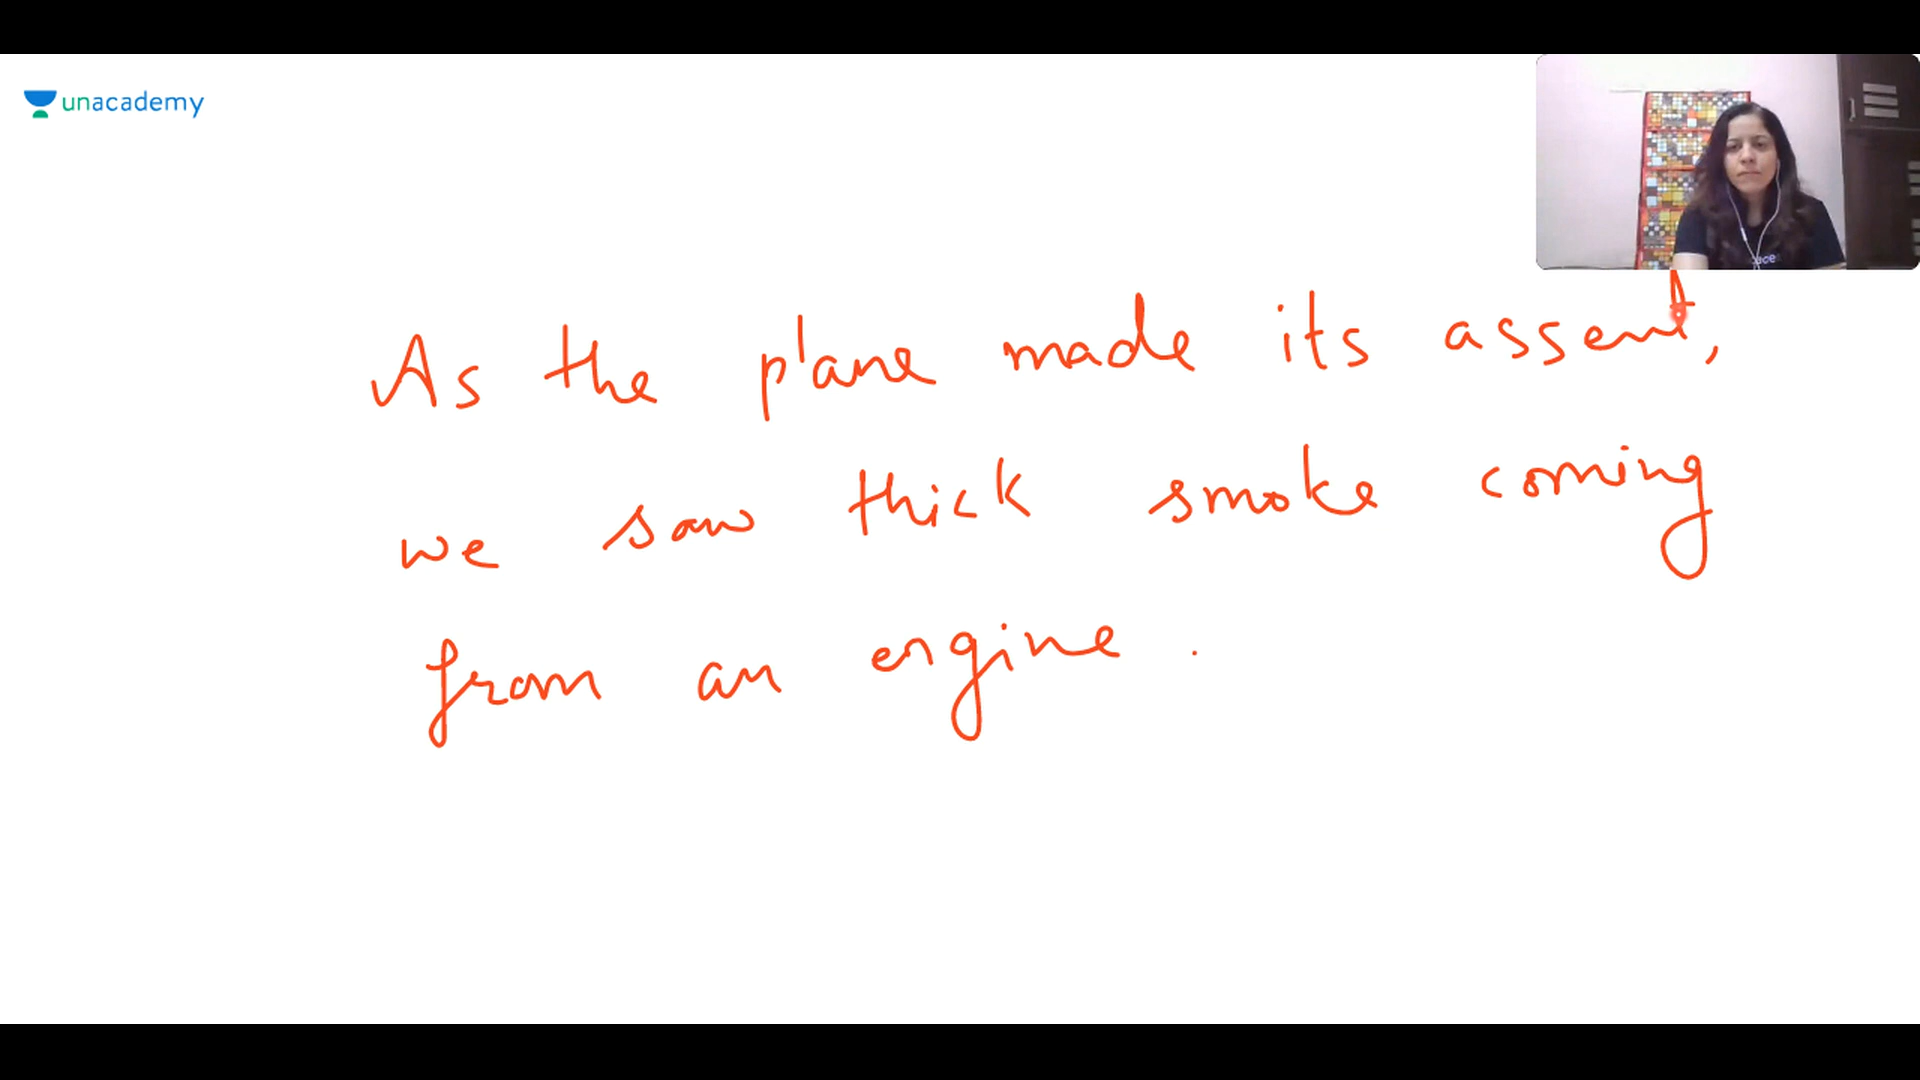 unacademy
As the plane made its assent,
we saw thick smoke coming
from an engine.